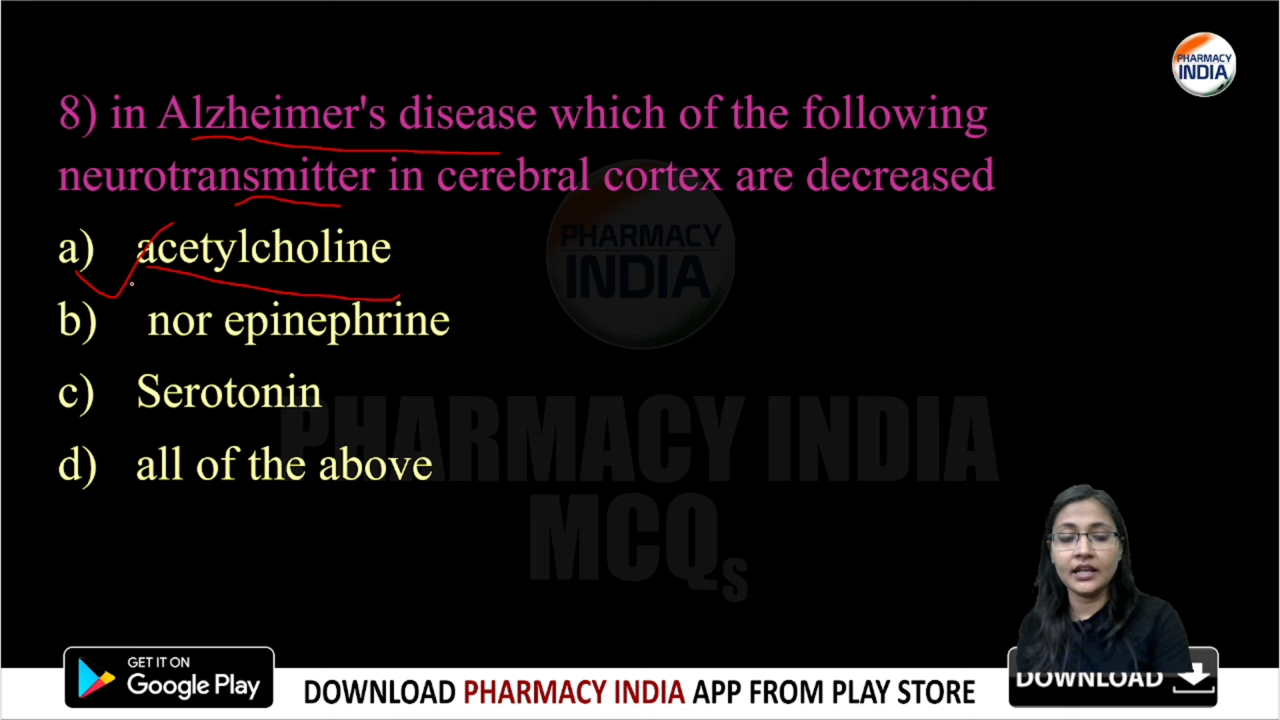 PHARMACY
INDIA
8) in Alzheimer's disease which of the following
neurotransmitter in cerebral cortex are decreased
a) acetylcholine
PHARMACY
INDIA
b) nor epinephrine
c) Serotonin
PHARMACY INDIA
d) all of the above
MCQs
GET IT ON
Google Play
DOWNLOAD PHARMACY INDIA APP FROM PLAY STORE
DOWNLOAD